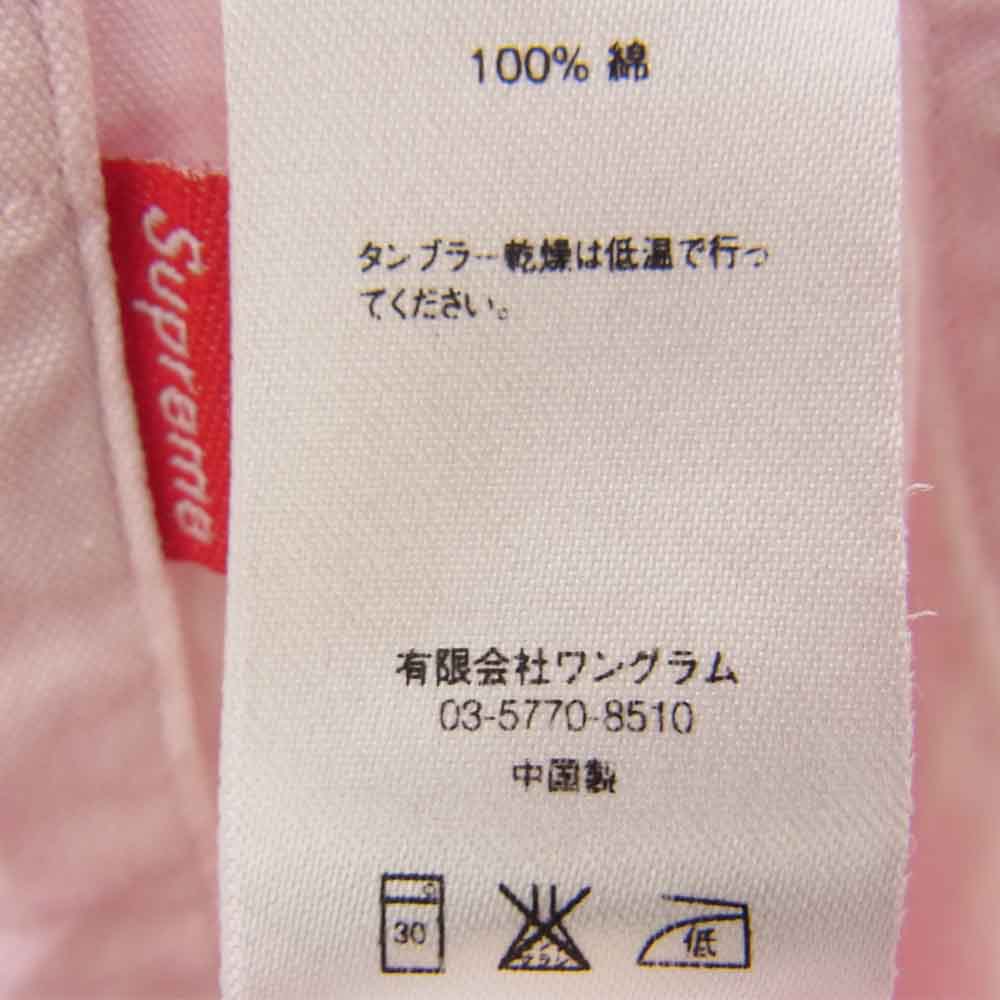 100% 綿
Supreme
タンブラー乾燥は低温で行っ
てください。
有限会社ワングラム
03-5770-8510
中国製
30
低